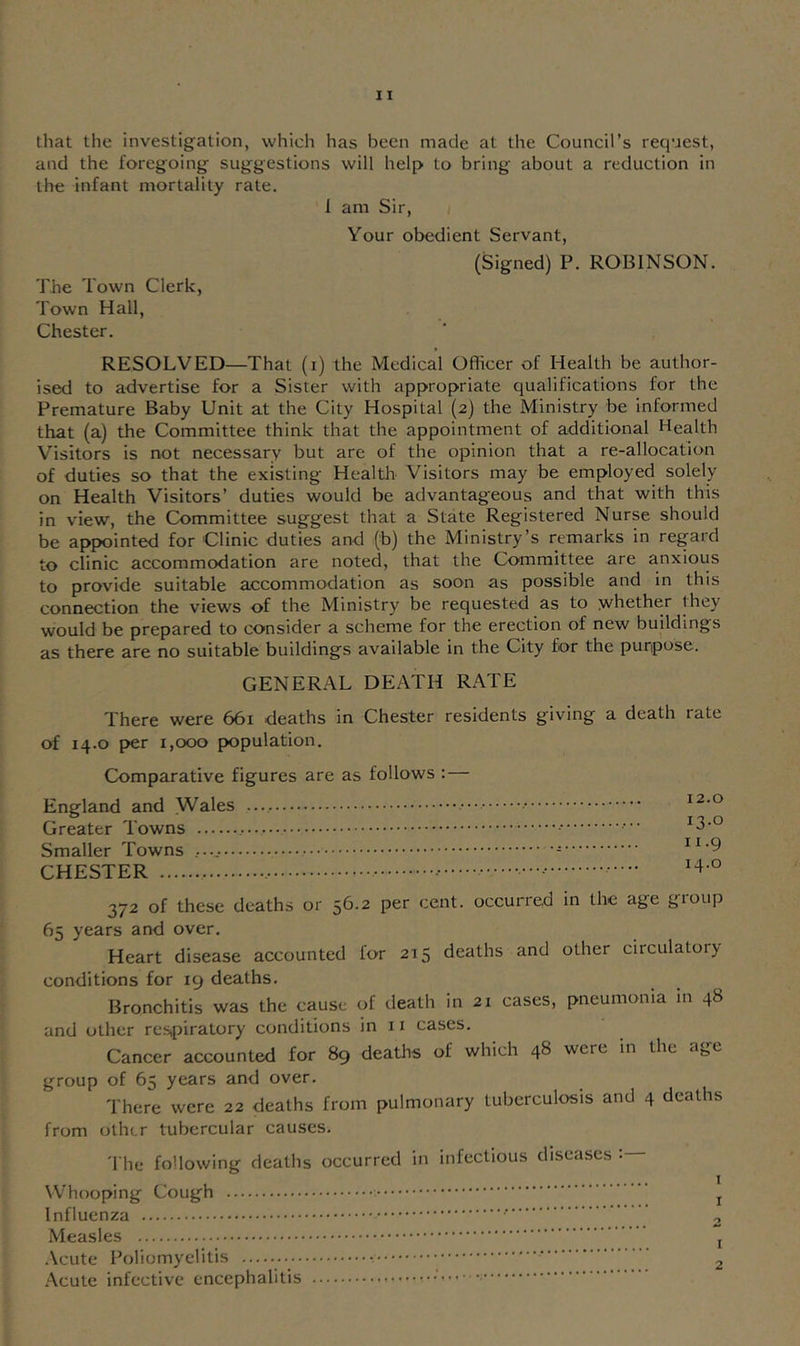 11
that the investigation, which has been made at the Council's request,
and the foregoing suggestions will help to bring about a reduction in
the infant mortality rate.
I am Sir,
Your obedient Servant,
(Signed) P. ROBINSON.
The Town Clerk,
Town Hall,
Chester.
RESOLVED—That (1) the Medical Officer of Health be author-
ised to advertise for a Sister with appropriate qualifications for the
Premature Baby Unit at the City Hospital (2) the Ministry be informed
that (a) the Committee think that the appointment of additional Health
Visitors is not necessary but are of the opinion that a re-allocation
of duties so that the existing Health Visitors may be employed solely
on Health Visitors' duties would be advantageous and that with this
in view, the Committee suggest that a State Registered Nurse should
be appointed for Clinic duties and (b) the Ministry's remarks in regard
to clinic accommodation are noted, that the Committee are anxious
to provide suitable accommodation as soon as possible and in this
connection the views of the Ministry be requested as to whether they
would be prepared to consider a scheme for the erection of new buildings
as there are no suitable buildings available in the City for the purpose.
GENERAL DEATH RATE
There were 661 deaths in Chester residents giving a death rate
of 14.0 per 1,000 population.
Comparative figures are as follows :—
England and Wales ........ 12.0
Greater Towns ........ 13.0
Smaller Towns ........ 11.9
CHESTER ........ 14.0
372 of these deaths or 56.2 per cent. occurred in the age group
65 years and over.
Heart disease accounted for 215 deaths and other circulatory
conditions for 19 deaths.
Bronchitis was the cause of death in 21 cases, pneumonia in 48
and other respiratory conditions in 11 cases.
Cancer accounted for 89 deaths of which 48 were in the age
group of 65 years and over.
There were 22 deaths from pulmonary tuberculosis and 4 deaths
from other tubercular causes.
The following deaths occurred in infectious diseases :—
Whooping Cough ........ 1
Influenza ........ 1
Measles ........ 2
Acute Poliomyelitis ........ 1
Acute infective encephalitis ........ 2